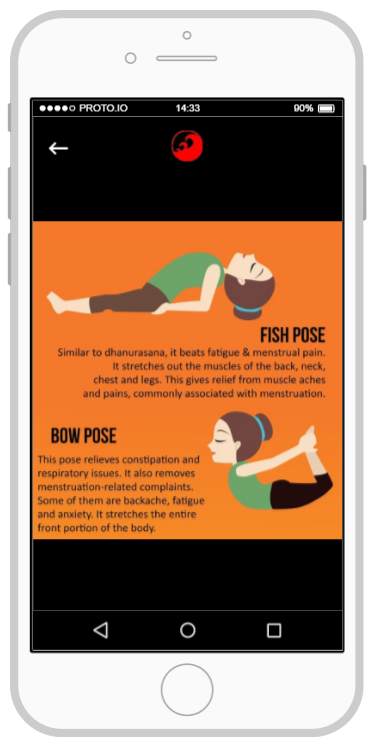 PROTO.IO 14:33 90%
FISH POSE
Similar to dhanurasana, it beats fatigue & menstrual pain.
It stretches out the muscles of the back, neck,
chest and legs. This gives relief from muscle aches
and pains, commonly associated with menstruation.
BOW POSE
This pose relieves constipation and
respiratory issues. It also removes
menstruation-related complaints.
Some of them are backache, fatigue
and anxiety. It stretches the entire
front portion of the body.